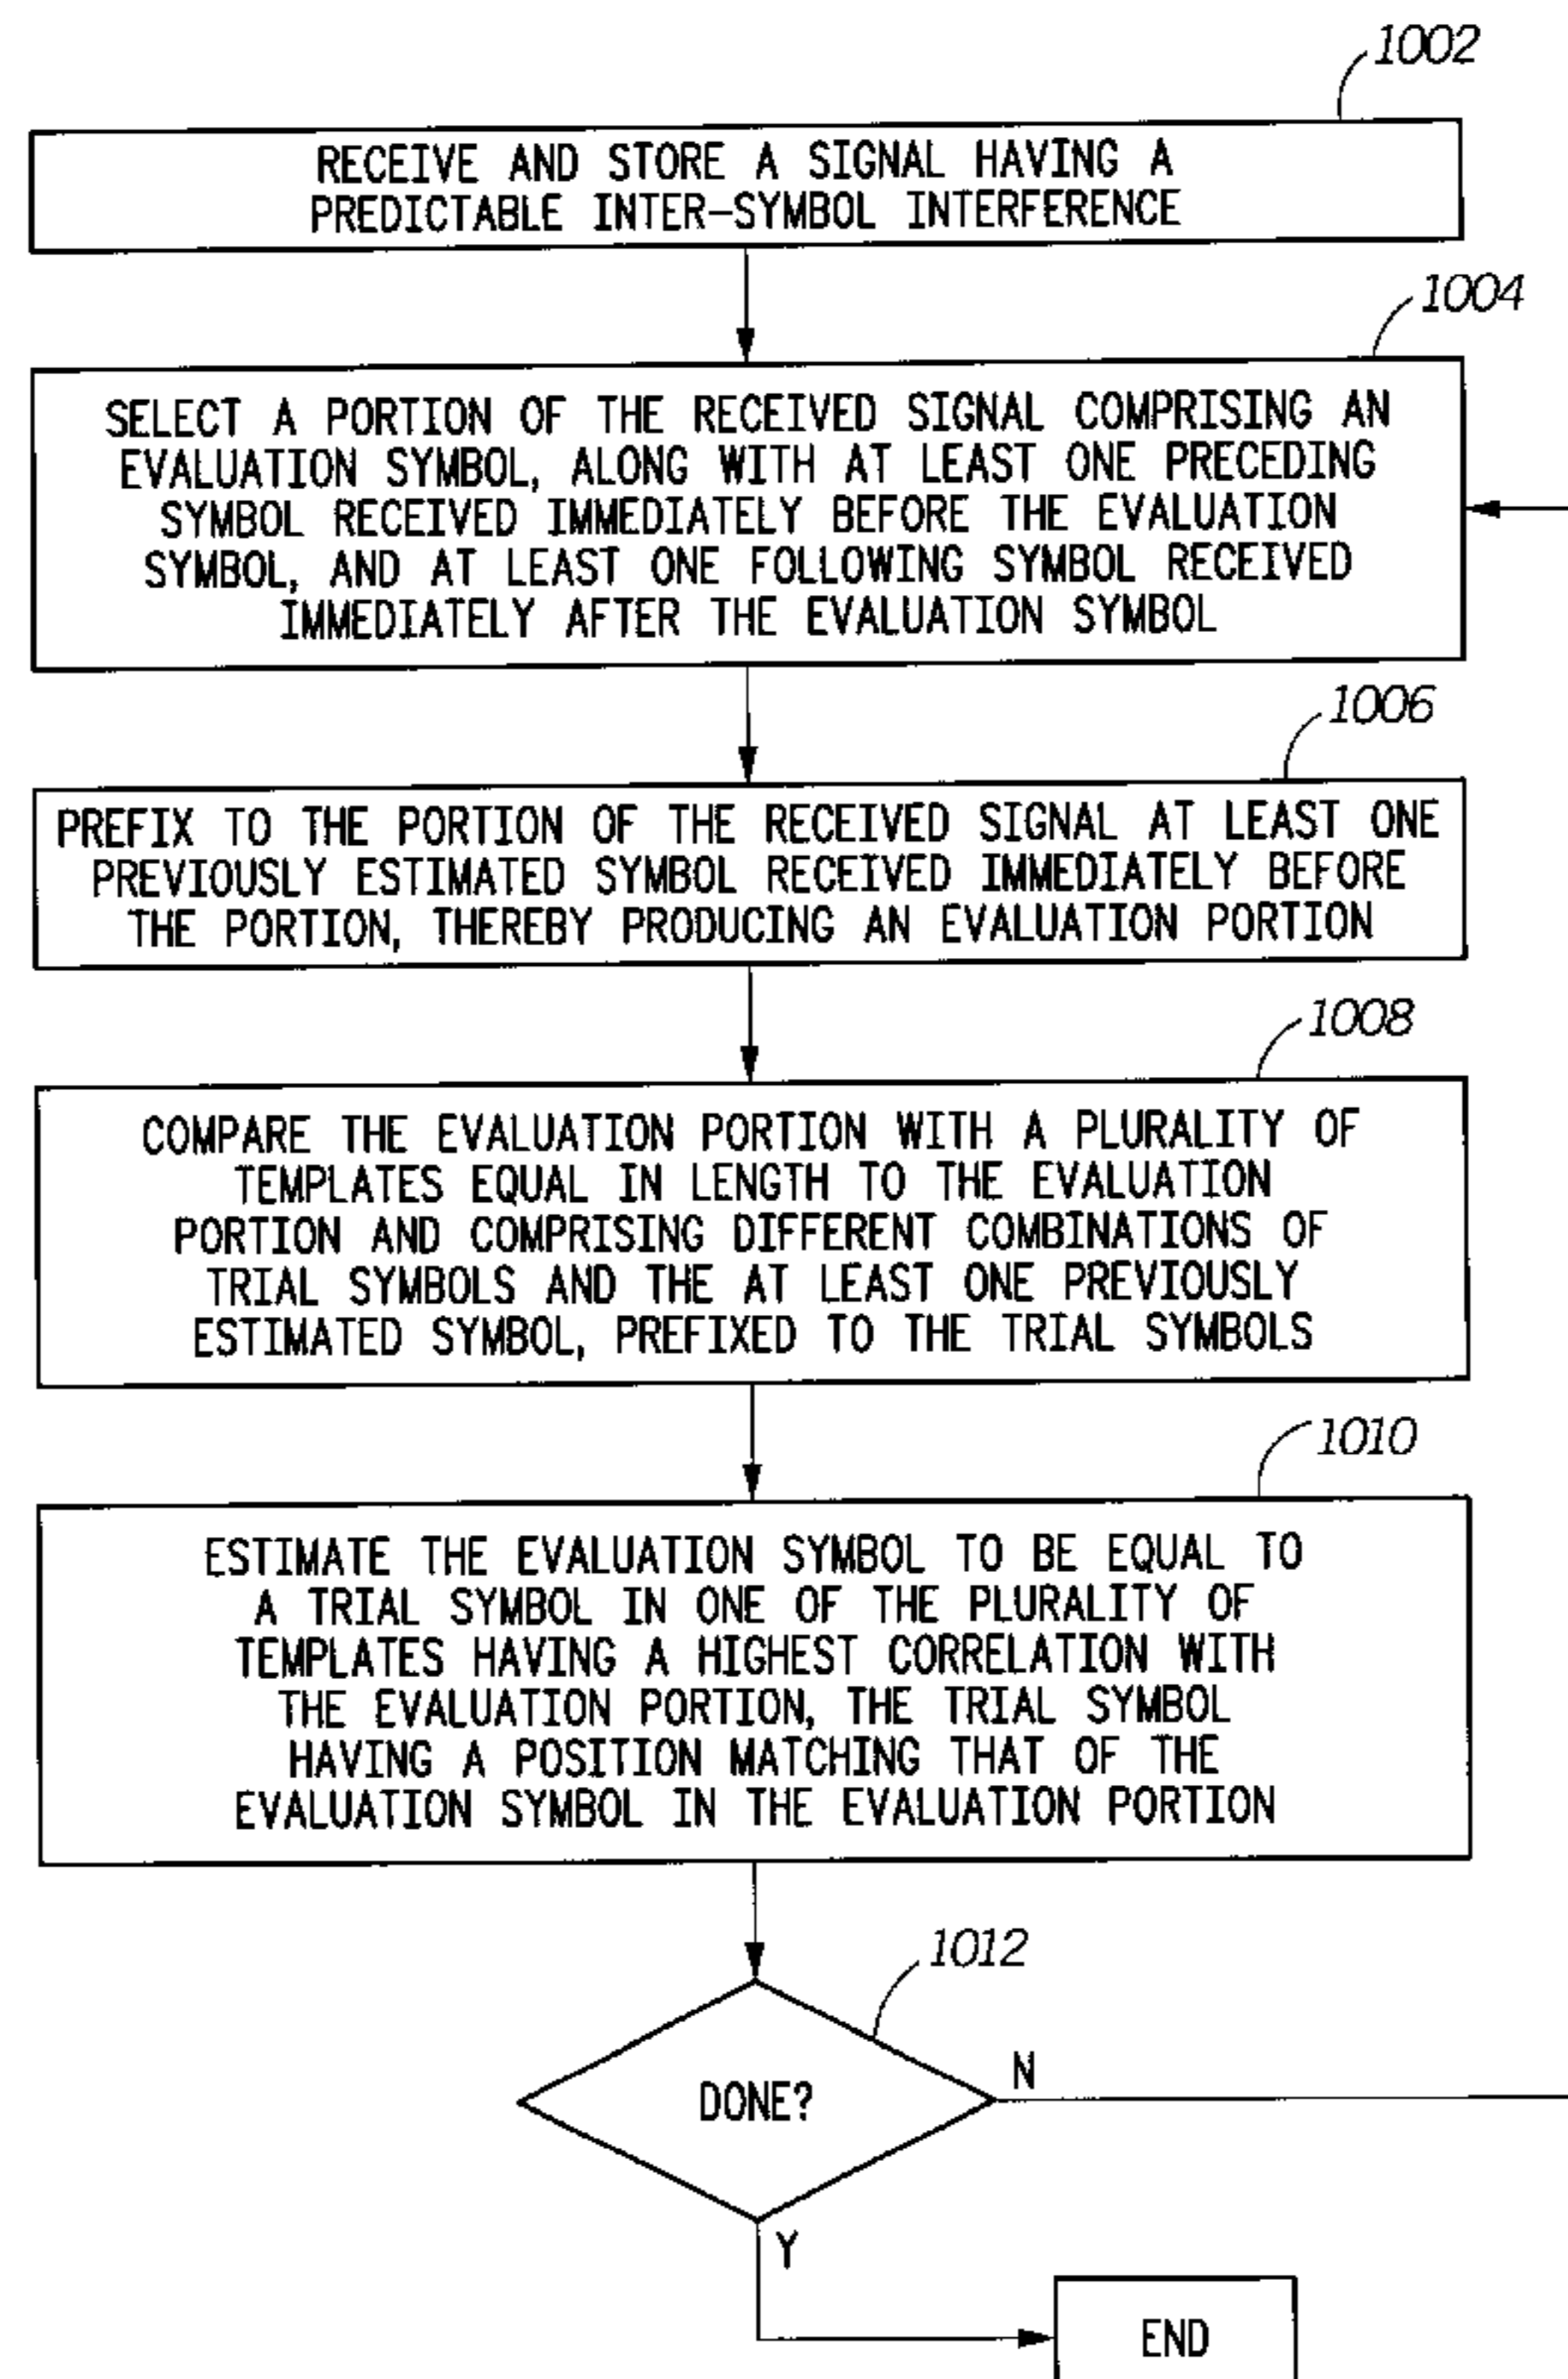 1002
RECEIVE AND STORE A SIGNAL HAVING A
PREDICTABLE INTER-SYMBOL INTERFERENCE
1004
SELECT A PORTION OF THE RECEIVED SIGNAL COMPRISING AN
EVALUATION SYMBOL, ALONG WITH AT LEAST ONE PRECEDING
SYMBOL RECEIVED IMMEDIATELY BEFORE THE EVALUATION
SYMBOL, AND AT LEAST ONE FOLLOWING SYMBOL RECEIVED
IMMEDIATELY AFTER THE EVALUATION SYMBOL
1006
PREFIX TO THE PORTION OF THE RECEIVED SIGNAL AT LEAST ONE
PREVIOUSLY ESTIMATED SYMBOL RECEIVED IMMEDIATELY BEFORE
THE PORTION, THEREBY PRODUCING AN EVALUATION PORTION
1008
COMPARE THE EVALUATION PORTION WITH A PLURALITY OF
TEMPLATES EQUAL IN LENGTH TO THE EVALUATION
PORTION AND COMPRISING DIFFERENT COMBINATIONS OF
TRIAL SYMBOLS AND THE AT LEAST ONE PREVIOUSLY
ESTIMATED SYMBOL, PREFIXED TO THE TRIAL SYMBOLS
1010
ESTIMATE THE EVALUATION SYMBOL TO BE EQUAL TO
A TRIAL SYMBOL IN ONE OF THE PLURALITY OF
TEMPLATES HAVING A HIGHEST CORRELATION WITH
THE EVALUATION PORTION, THE TRIAL SYMBOL
HAVING A POSITION MATCHING THAT OF THE
EVALUATION SYMBOL IN THE EVALUATION PORTION
1012
DONE?
N
Y
END